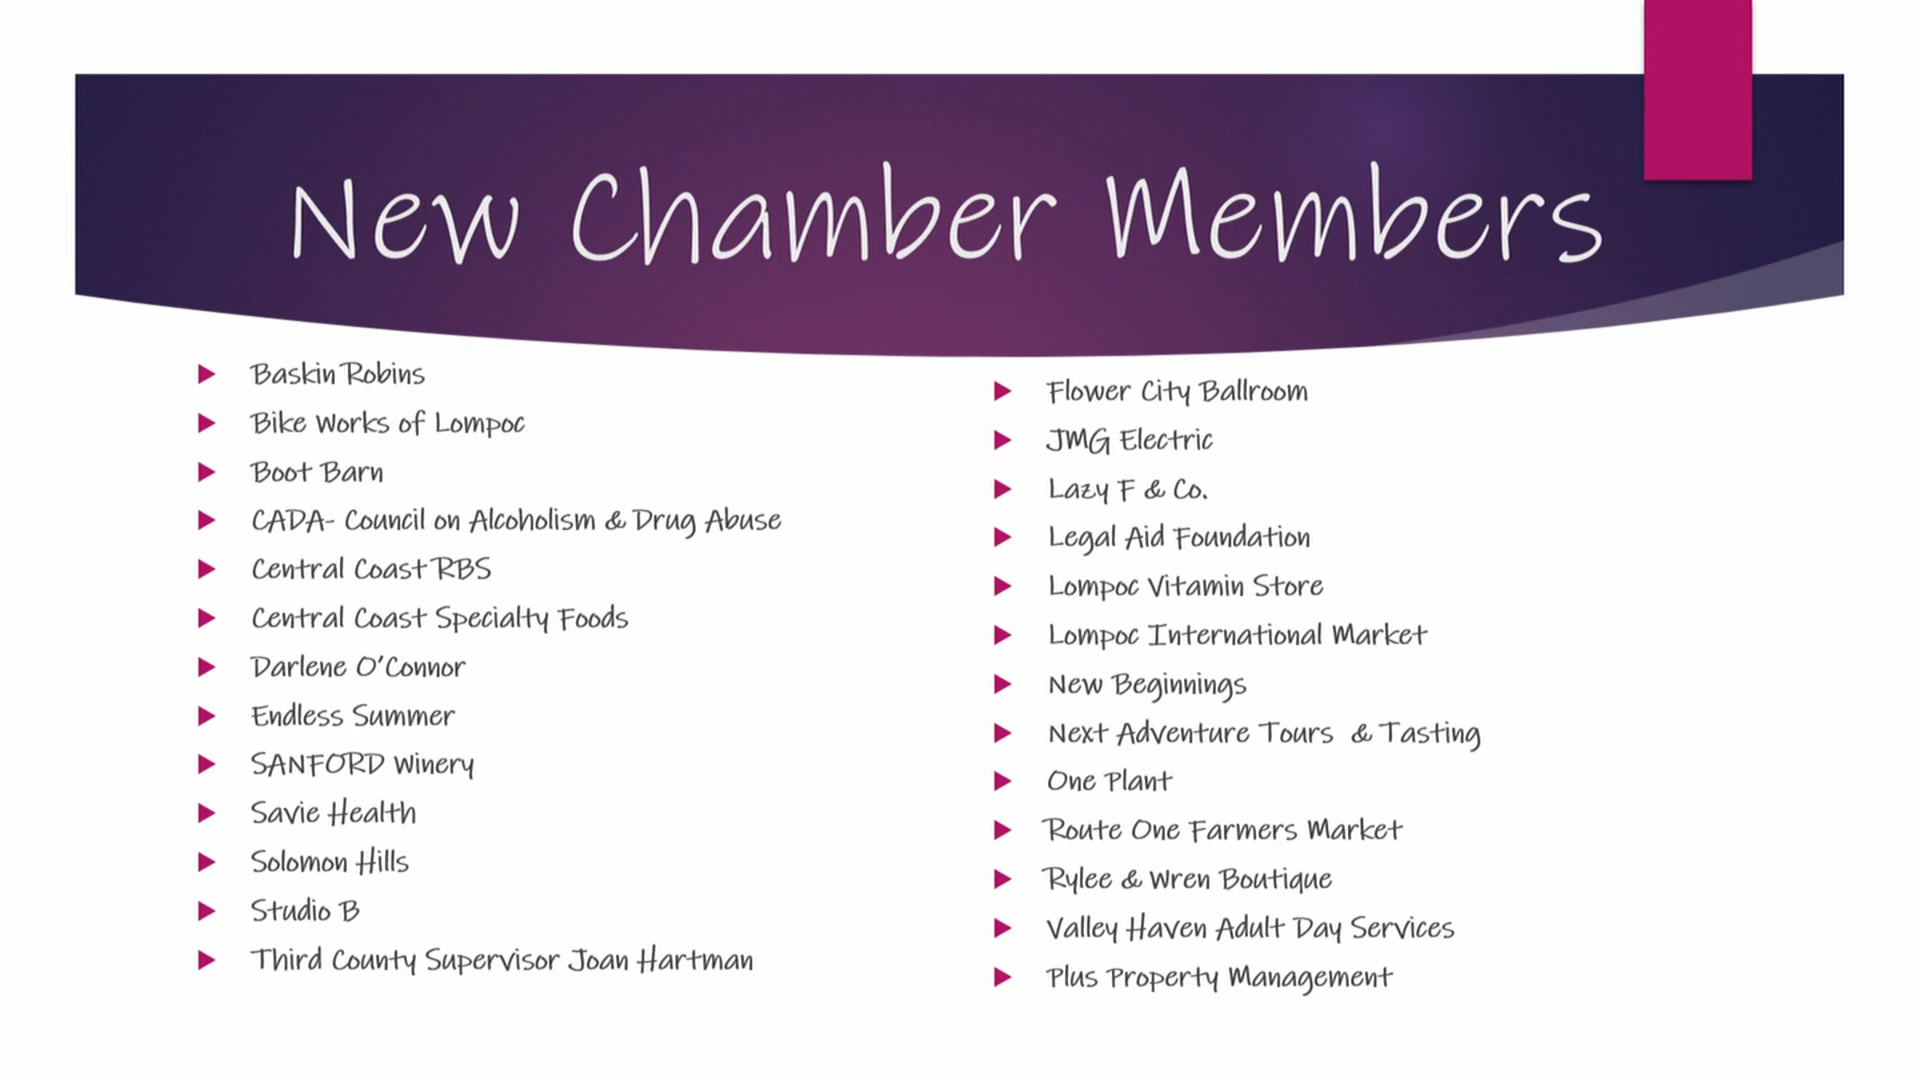 New Chamber Members
Baskin Robins
Bike Works of Lompoc
Boot Barn
CADA- Council on Alcoholism & Drug Abuse
Central Coast RBS
Central Coast Specialty Foods
Darlene O'Connor
Endless Summer
SANFORD Winery
Savie Health
Solomon Hills
Studio B
Third County Supervisor Joan Hartman
Flower City Ballroom
JMG Electric
Lazy F & Co.
Legal Aid Foundation
Lompoc Vitamin Store
Lompoc International Market
New Beginnings
Next Adventure Tours & Tasting
One Plant
Route One Farmers Market
Rylee & Wren Boutique
Valley Haven Adult Day Services
Plus Property Management